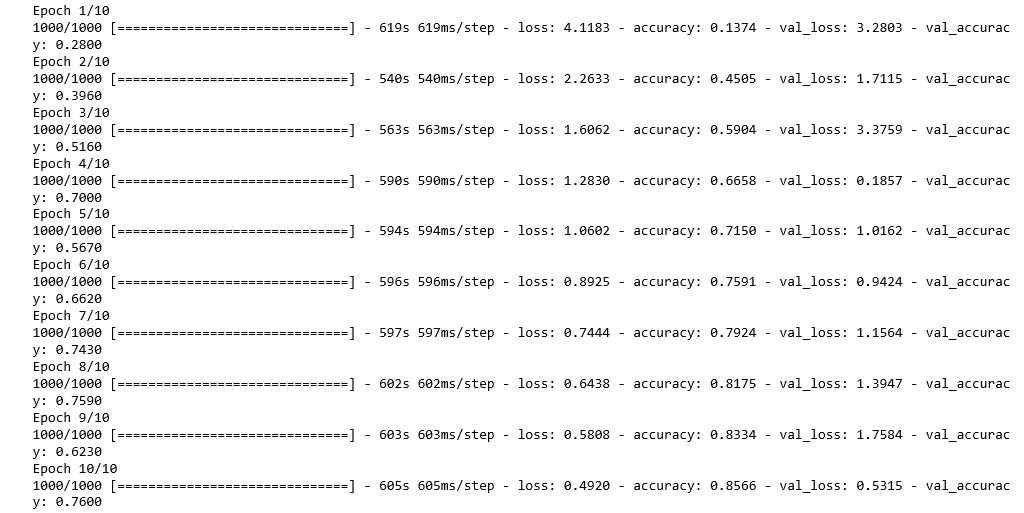 Epoch 1/10
1000/1000 [==============================] - 619s 619ms/step - loss: 4.1183 - accuracy: 0.1374 - val_loss: 3.2803 - val_accurac
y: 0.2800
Epoch 2/10
1000/1000 [==============================] - 540s 540ms/step - loss: 2.2633 - accuracy: 0.4505 - val_loss: 1.7115 - val_accurac
y: 0.3960
Epoch 3/10
1000/1000 [==============================] - 563s 563ms/step - loss: 1.6062 - accuracy: 0.5904 - val_loss: 3.3759 - val_accurac
y: 0.5160
Epoch 4/10
1000/1000 [==============================] - 590s 590ms/step - loss: 1.2830 - accuracy: 0.6658 - val_loss: 0.1857 - val_accurac
y: 0.7000
Epoch 5/10
1000/1000 [==============================] - 594s 594ms/step - loss: 1.0602 - accuracy: 0.7150 - val_loss: 1.0162 - val_accurac
y: 0.5670
Epoch 6/10
1000/1000 [==============================] - 596s 596ms/step - loss: 0.8925 - accuracy: 0.7591 - val_loss: 0.9424 - val_accurac
y: 0.6620
Epoch 7/10
1000/1000 [==============================] - 597s 597ms/step - loss: 0.7444 - accuracy: 0.7924 - val_loss: 1.1564 - val_accurac
y: 0.7430
Epoch 8/10
1000/1000 [==============================] - 602s 602ms/step - loss: 0.6438 - accuracy: 0.8175 - val_loss: 1.3947 - val_accurac
y: 0.7590
Epoch 9/10
1000/1000 [==============================] - 603s 603ms/step - loss: 0.5808 - accuracy: 0.8334 - val_loss: 1.7584 - val_accurac
y: 0.6230
Epoch 10/10
1000/1000 [==============================] - 605s 605ms/step - loss: 0.4920 - accuracy: 0.8566 - val_loss: 0.5315 - val_accurac
y: 0.7600